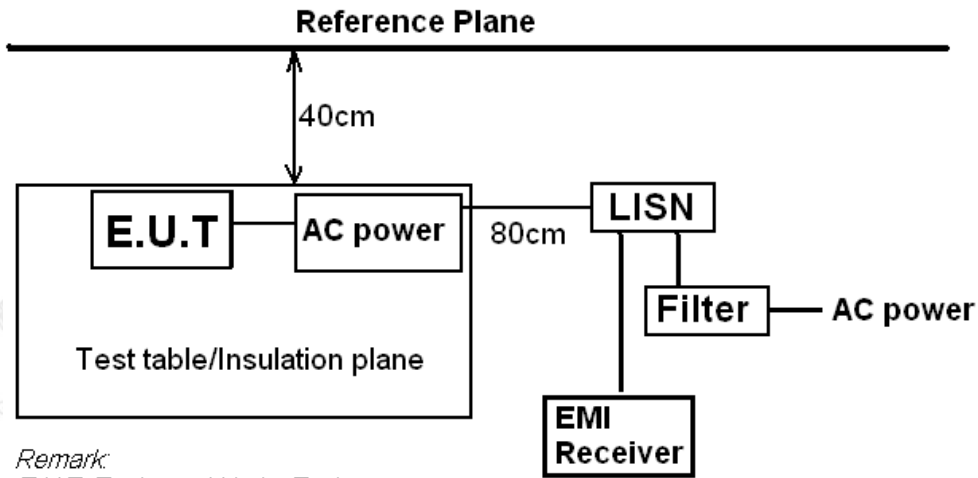 Reference Plane
40cm
E.U.T
AC power
80cm
LISN
Filter
AC power
Test table/Insulation plane
EMI
Receiver
Remark: